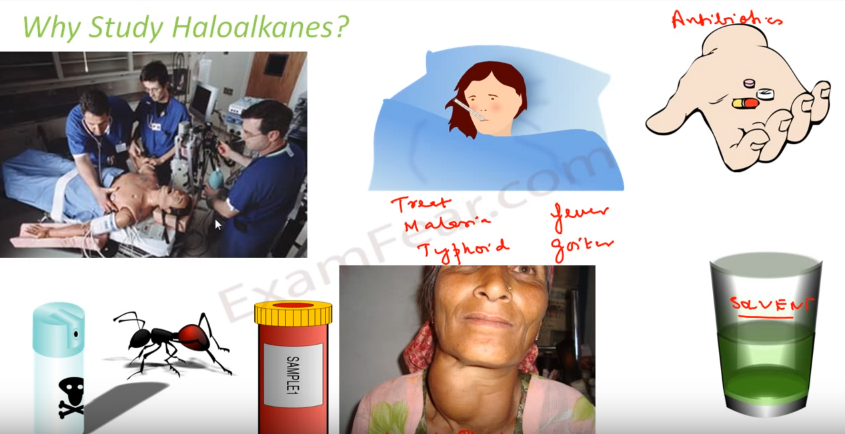 Why Study Haloalkanes?
Antibiotics
Treat
Malaria
Typhoid
fever
goiter
ExamFear.com
SOLVENT
SAMPLE1